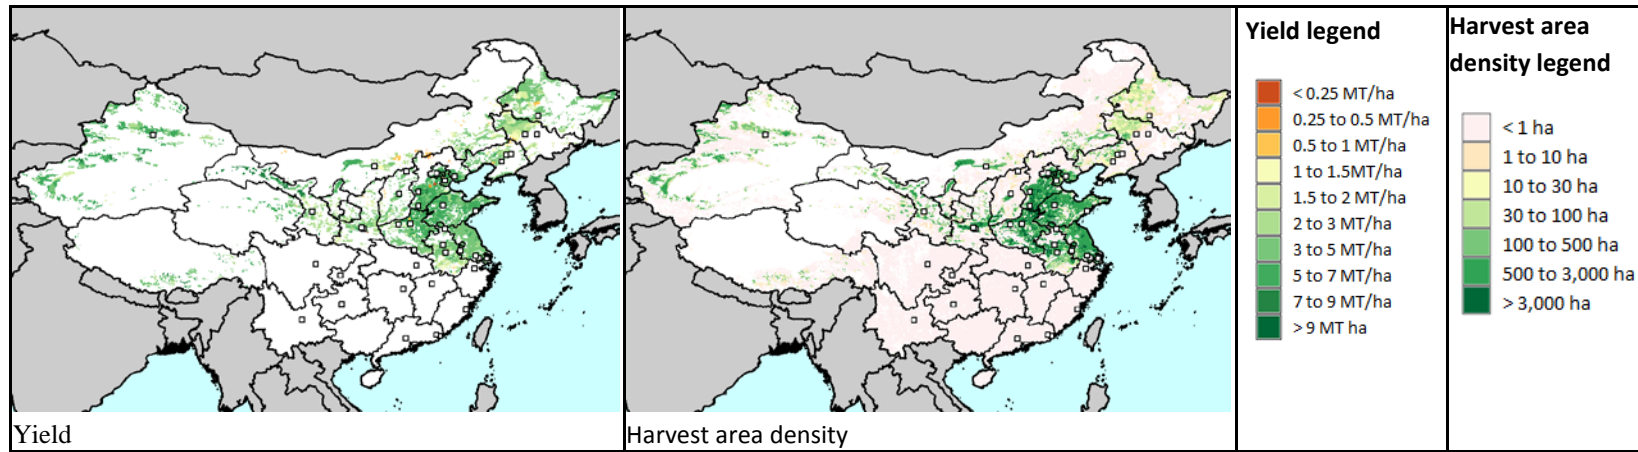 Yield
Harvest area density
Yield legend
< 0.25 MT/ha
0.25 to 0.5 MT/ha
0.5 to 1 MT/ha
1 to 1.5MT/ha
1.5 to 2 MT/ha
2 to 3 MT/ha
3 to 5 MT/ha
5 to 7 MT/ha
7 to 9 MT/ha
> 9 MT ha
Harvest area
density legend
< 1 ha
1 to 10 ha
10 to 30 ha
30 to 100 ha
100 to 500 ha
500 to 3,000 ha
> 3,000 ha